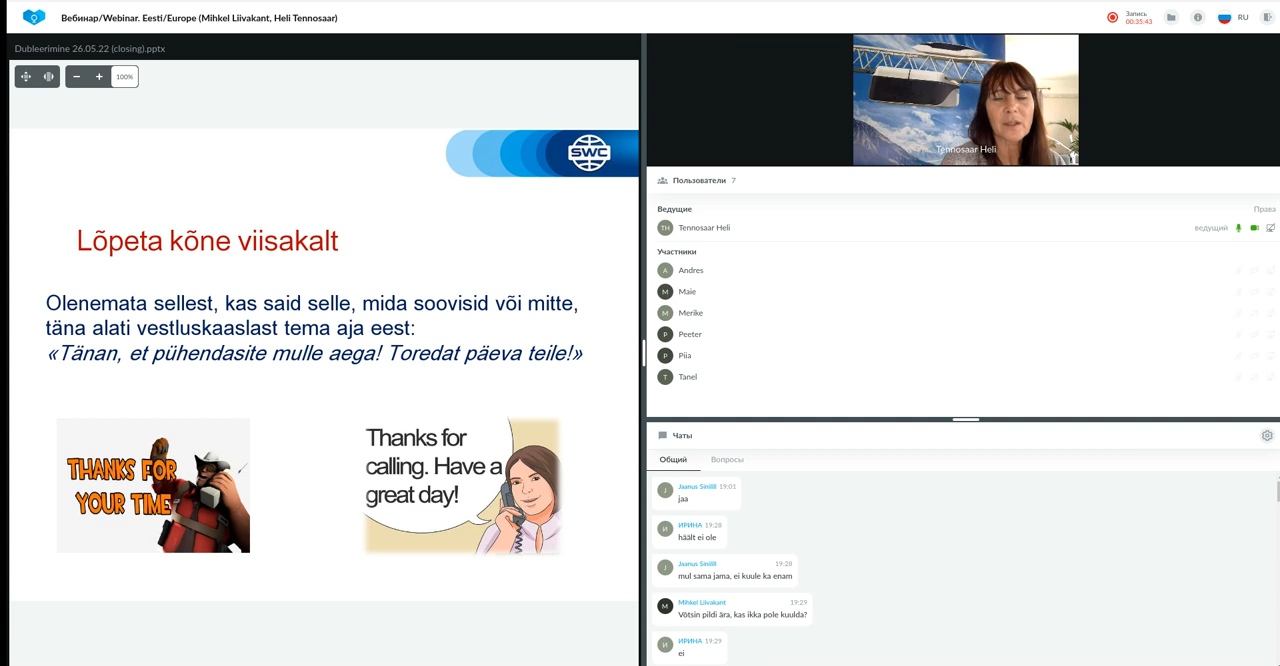 Вебинар/Webinar. Eesti/Europe (Mihkel Liivakant, Heli Tennosaar)
Запись
00:35:43
RU
Dubleerimine 26.05.22 (closing).pptx
100%
SWC
Lõpeta kõne viisakalt
Olenemata sellest, kas said selle, mida soovisid või mitte,
täna alati vestluskaaslast tema aja eest:
«Tänan, et pühendasite mulle aega! Toredat päeva teile!»
THANKS FOR
YOUR TIME
Thanks for
calling. Have a
great day!
Tennosaar Heli
Пользователи 7
Ведущие
Права
TH
Tennosaar Heli
ведущий
Участники
A
Andres
M
Maie
M
Merike
P
Peeter
P
Piia
T
Tanel
Чаты
Общий
Вопросы
J
Jaanus Sinilill 19:01
jaa
И
ИРИНА 19:28
häält ei ole
J
Jaanus Sinilill 19:28
mul sama jama, ei kuule ka enam
M
Mihkel Liivakant 19:29
Võtsin pildi ära, kas ikka pole kuulda?
И
ИРИНА 19:29
ei